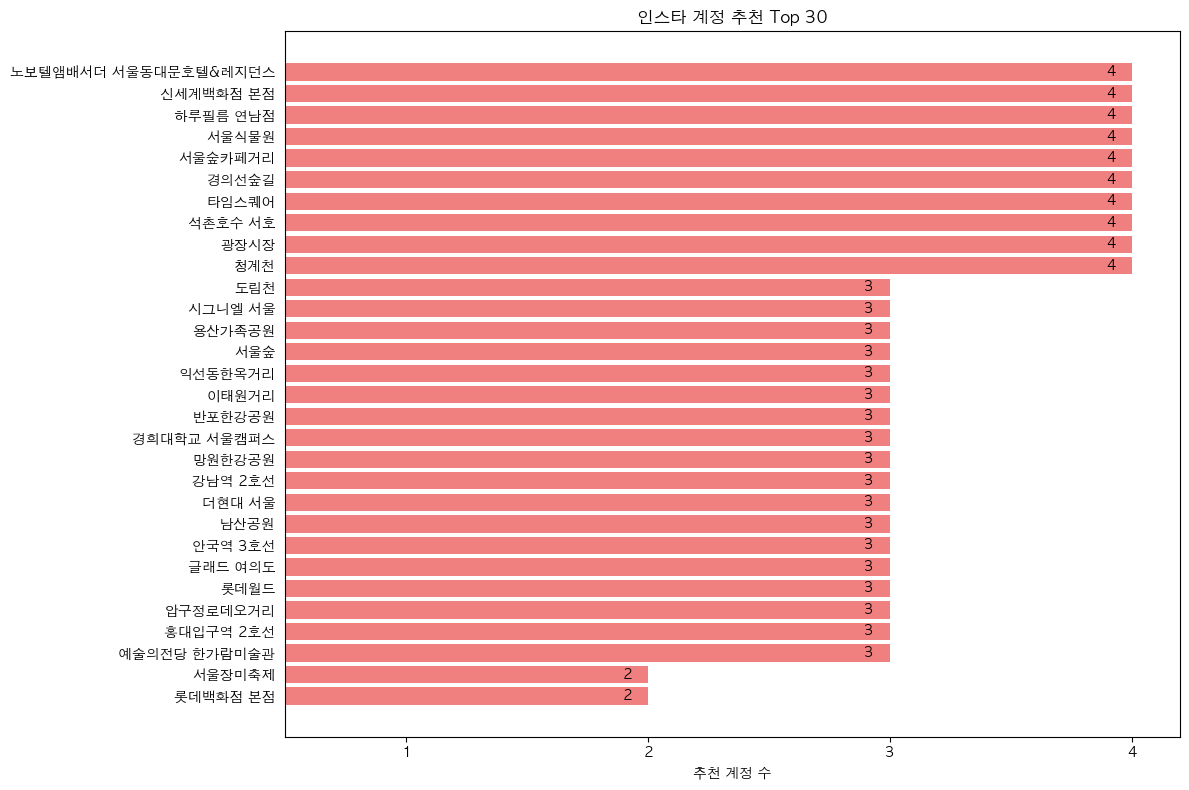 인스타 계정 추천 Top 30
노보텔앰배서더 서울동대문호텔&레지던스 4
신세계백화점 본점 4
하루필름 연남점 4
서울식물원 4
서울숲카페거리 4
경의선숲길 4
타임스퀘어 4
석촌호수 서호 4
광장시장 4
청계천 4
도림천 3
시그니엘 서울 3
용산가족공원 3
서울숲 3
익선동한옥거리 3
이태원거리 3
반포한강공원 3
경희대학교 서울캠퍼스 3
망원한강공원 3
강남역 2호선 3
더현대 서울 3
남산공원 3
안국역 3호선 3
글래드 여의도 3
롯데월드 3
압구정로데오거리 3
홍대입구역 2호선 3
예술의전당 한가람미술관 3
서울장미축제 2
롯데백화점 본점 2
1 2 3 4
추천 계정 수